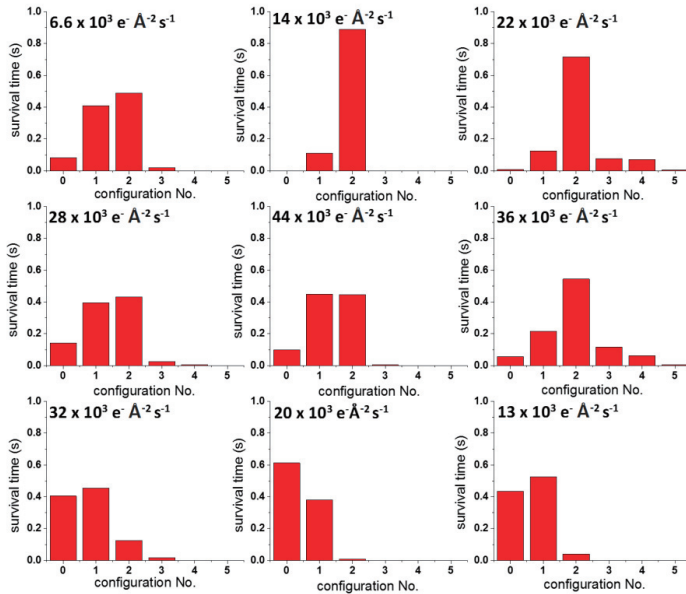 6.6 x 10³ e⁻ Å⁻² s⁻¹
survival time (s)
1.0
0.8
0.6
0.4
0.2
0.0
0 1 2 3 4 5
configuration No.
14 x 10³ e⁻ Å⁻² s⁻¹
survival time (s)
1.0
0.8
0.6
0.4
0.2
0.0
0 1 2 3 4 5
configuration No.
22 x 10³ e⁻ Å⁻² s⁻¹
survival time (s)
1.0
0.8
0.6
0.4
0.2
0.0
0 1 2 3 4 5
configuration No.
28 x 10³ e⁻ Å⁻² s⁻¹
survival time (s)
1.0
0.8
0.6
0.4
0.2
0.0
0 1 2 3 4 5
configuration No.
44 x 10³ e⁻ Å⁻² s⁻¹
survival time (s)
1.0
0.8
0.6
0.4
0.2
0.0
0 1 2 3 4 5
configuration No.
36 x 10³ e⁻ Å⁻² s⁻¹
survival time (s)
1.0
0.8
0.6
0.4
0.2
0.0
0 1 2 3 4 5
configuration No.
32 x 10³ e⁻ Å⁻² s⁻¹
survival time (s)
1.0
0.8
0.6
0.4
0.2
0.0
0 1 2 3 4 5
configuration No.
20 x 10³ e⁻Å⁻² s⁻¹
survival time (s)
1.0
0.8
0.6
0.4
0.2
0.0
0 1 2 3 4 5
configuration No.
13 x 10³ e⁻ Å⁻² s⁻¹
survival time (s)
1.0
0.8
0.6
0.4
0.2
0.0
0 1 2 3 4 5
configuration No.